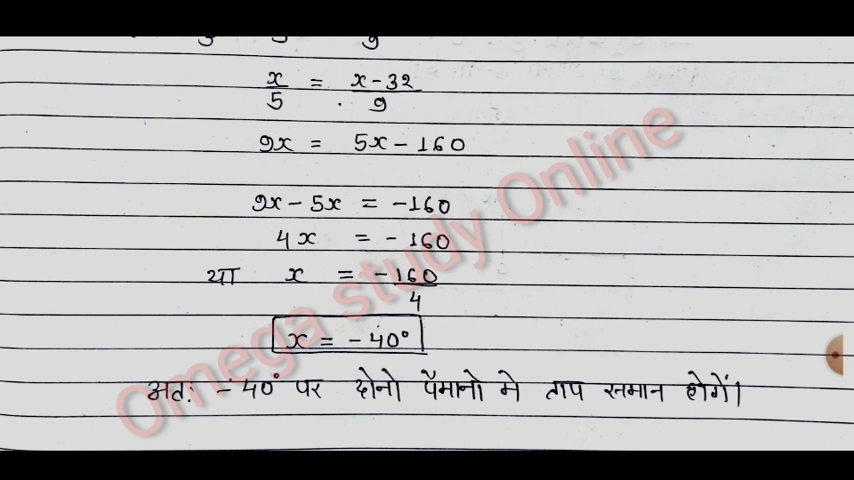 x/5 = x-32/9
9x = 5x - 160
9x - 5x = -160
4x = -160
या x = -160/4
x = -40°
अतः -40° पर दोनो पैमानो मे ताप समान होगें।
Omega study Online